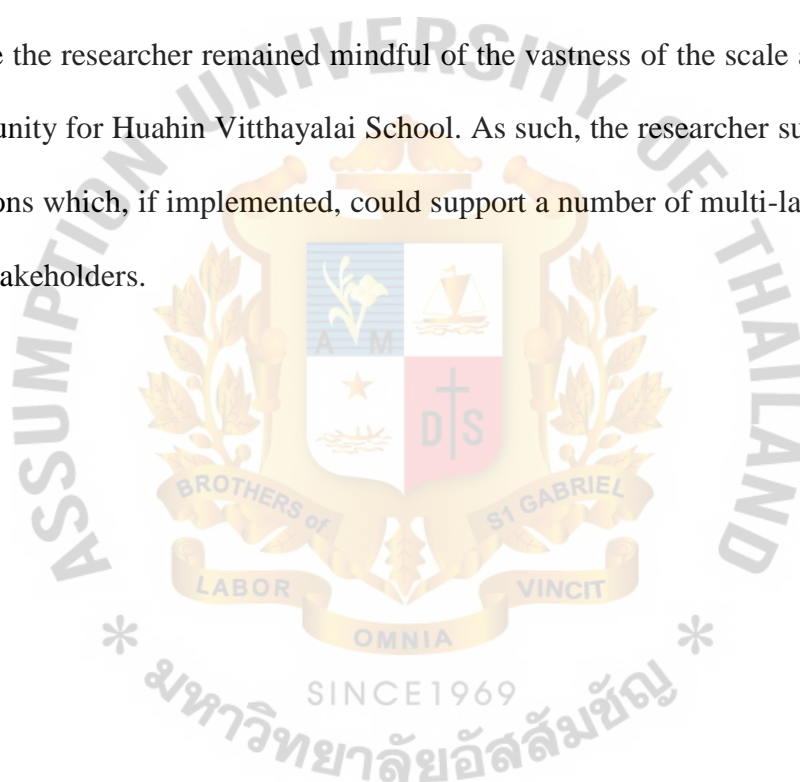 the researcher remained mindful of the vastness of the scale
unity for Huahin Vitthayalai School. As such, the researcher su
ons which, if implemented, could support a number of multi-la
akeholders.
ASSUMPTION UNIVERSITY OF THAILAND
A M
D S
BROTHERS of S1 GABRIEL
LABOR OMNIA VINCIT
SINCE1969
* มหาวิทยาลัยอัสสัมชัญ *